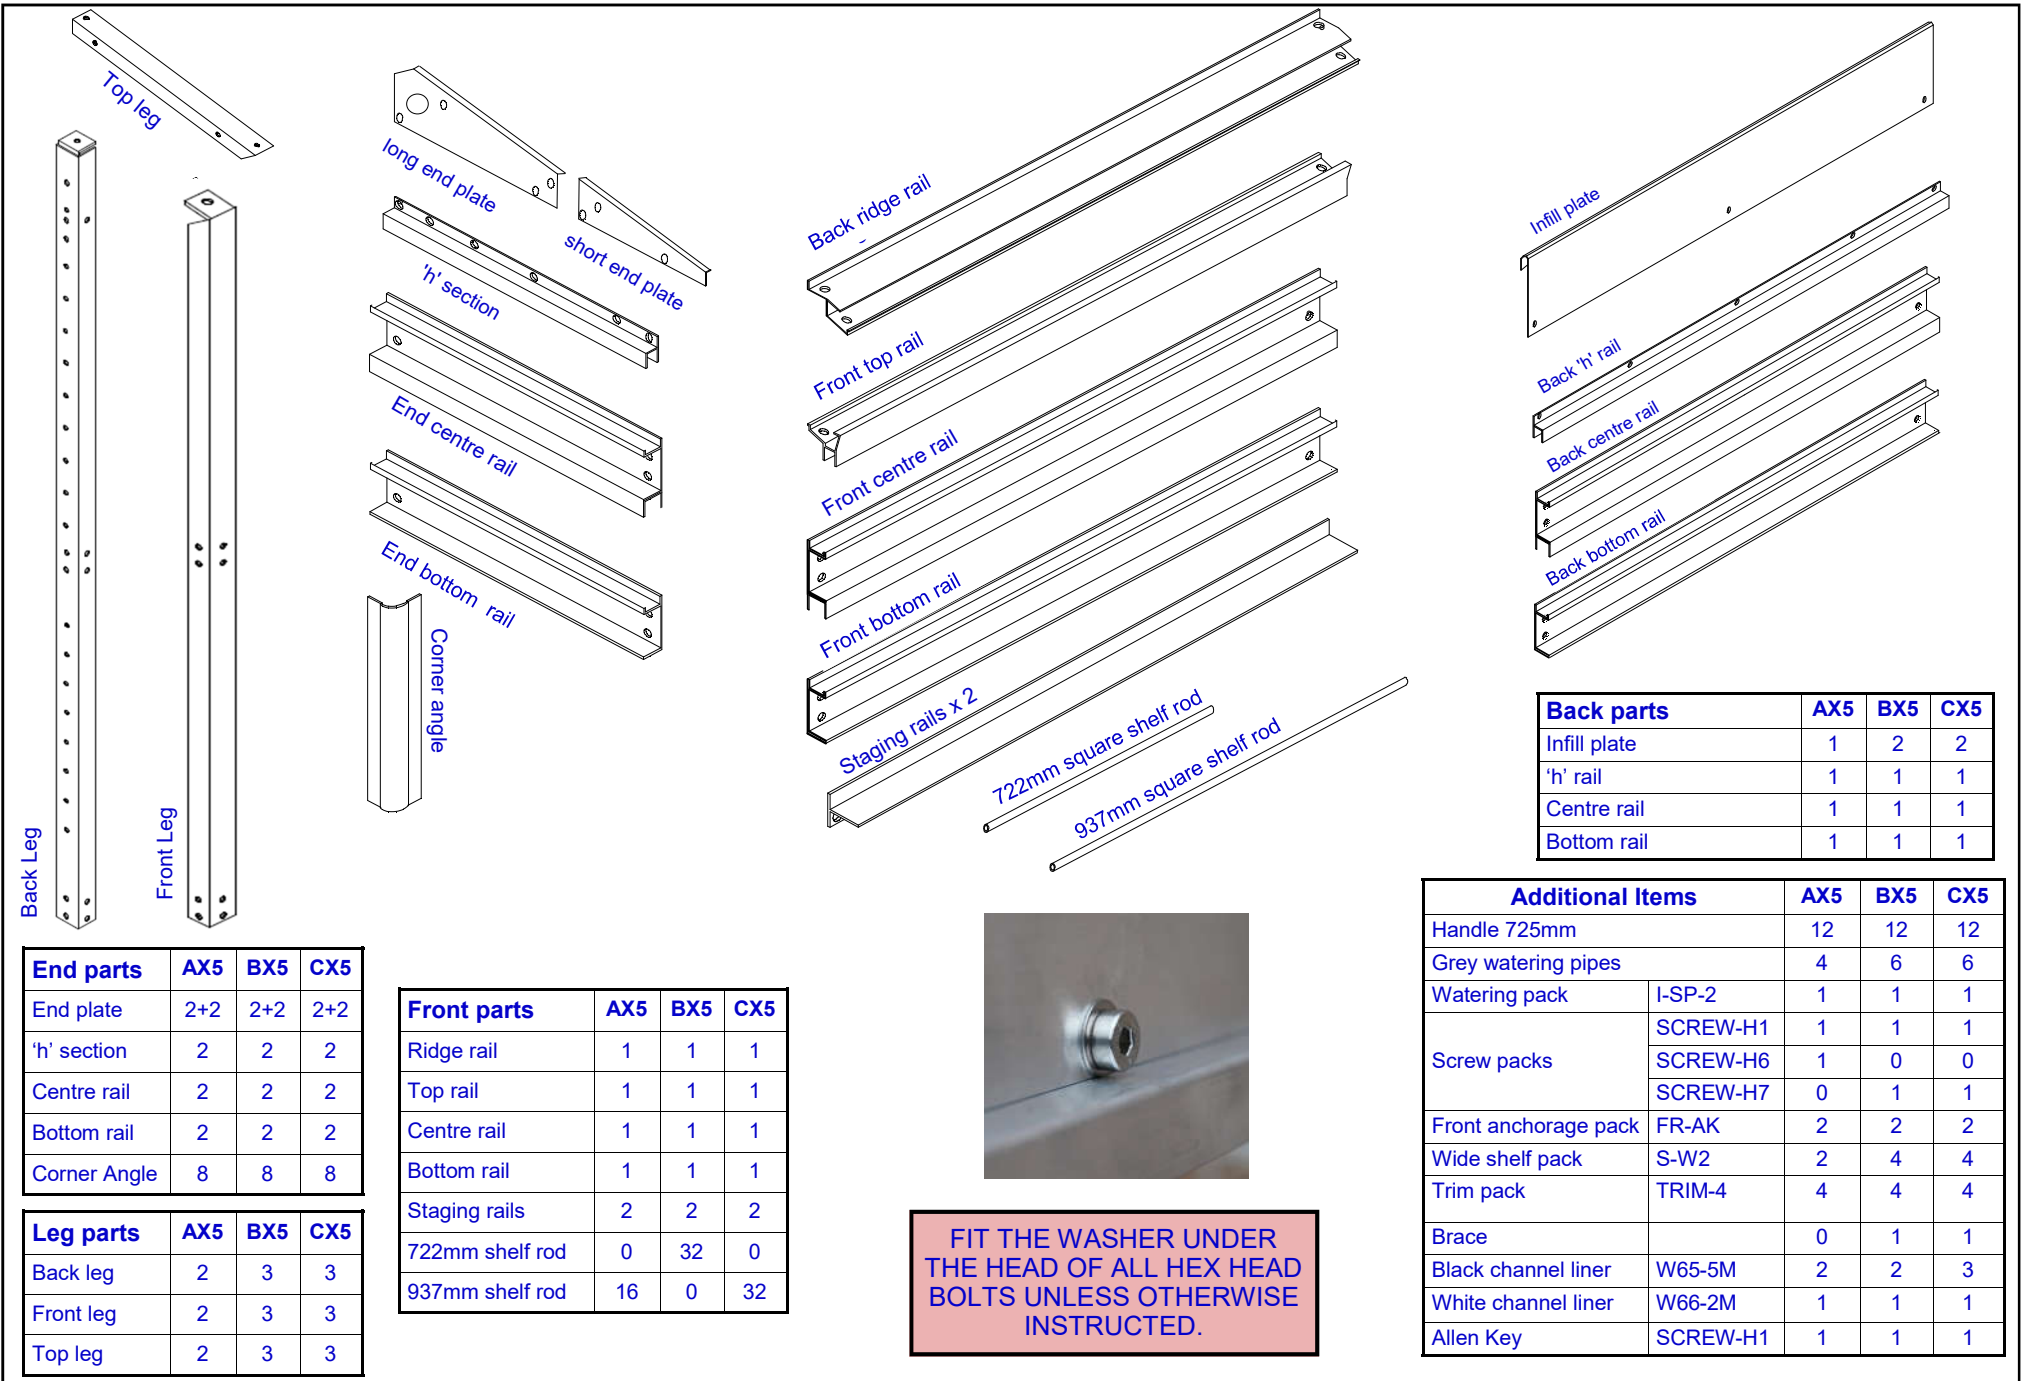 Top leg
long end plate
short end plate
'h' section
End centre rail
End bottom rail
Corner angle
Back Leg
Front Leg
Back ridge rail
Front top rail
Front centre rail
Front bottom rail
Staging rails x 2
722mm square shelf rod
937mm square shelf rod
Infill plate
Back 'h' rail
Back centre rail
Back bottom rail
Back parts AX5 BX5 CX5
Infill plate 1 2 2
‘h’ rail 1 1 1
Centre rail 1 1 1
Bottom rail 1 1 1
End parts AX5 BX5 CX5
End plate 2+2 2+2 2+2
‘h’ section 2 2 2
Centre rail 2 2 2
Bottom rail 2 2 2
Corner Angle 8 8 8
Leg parts AX5 BX5 CX5
Back leg 2 3 3
Front leg 2 3 3
Top leg 2 3 3
Front parts AX5 BX5 CX5
Ridge rail 1 1 1
Top rail 1 1 1
Centre rail 1 1 1
Bottom rail 1 1 1
Staging rails 2 2 2
722mm shelf rod 0 32 0
937mm shelf rod 16 0 32
FIT THE WASHER UNDER
THE HEAD OF ALL HEX HEAD
BOLTS UNLESS OTHERWISE
INSTRUCTED.
Additional Items AX5 BX5 CX5
Handle 725mm 12 12 12
Grey watering pipes 4 6 6
Watering pack I-SP-2 1 1 1
SCREW-H1 1 1 1
Screw packs SCREW-H6 1 0 0
SCREW-H7 0 1 1
Front anchorage pack FR-AK 2 2 2
Wide shelf pack S-W2 2 4 4
Trim pack TRIM-4 4 4 4
Brace 0 1 1
Black channel liner W65-5M 2 2 3
White channel liner W66-2M 1 1 1
Allen Key SCREW-H1 1 1 1